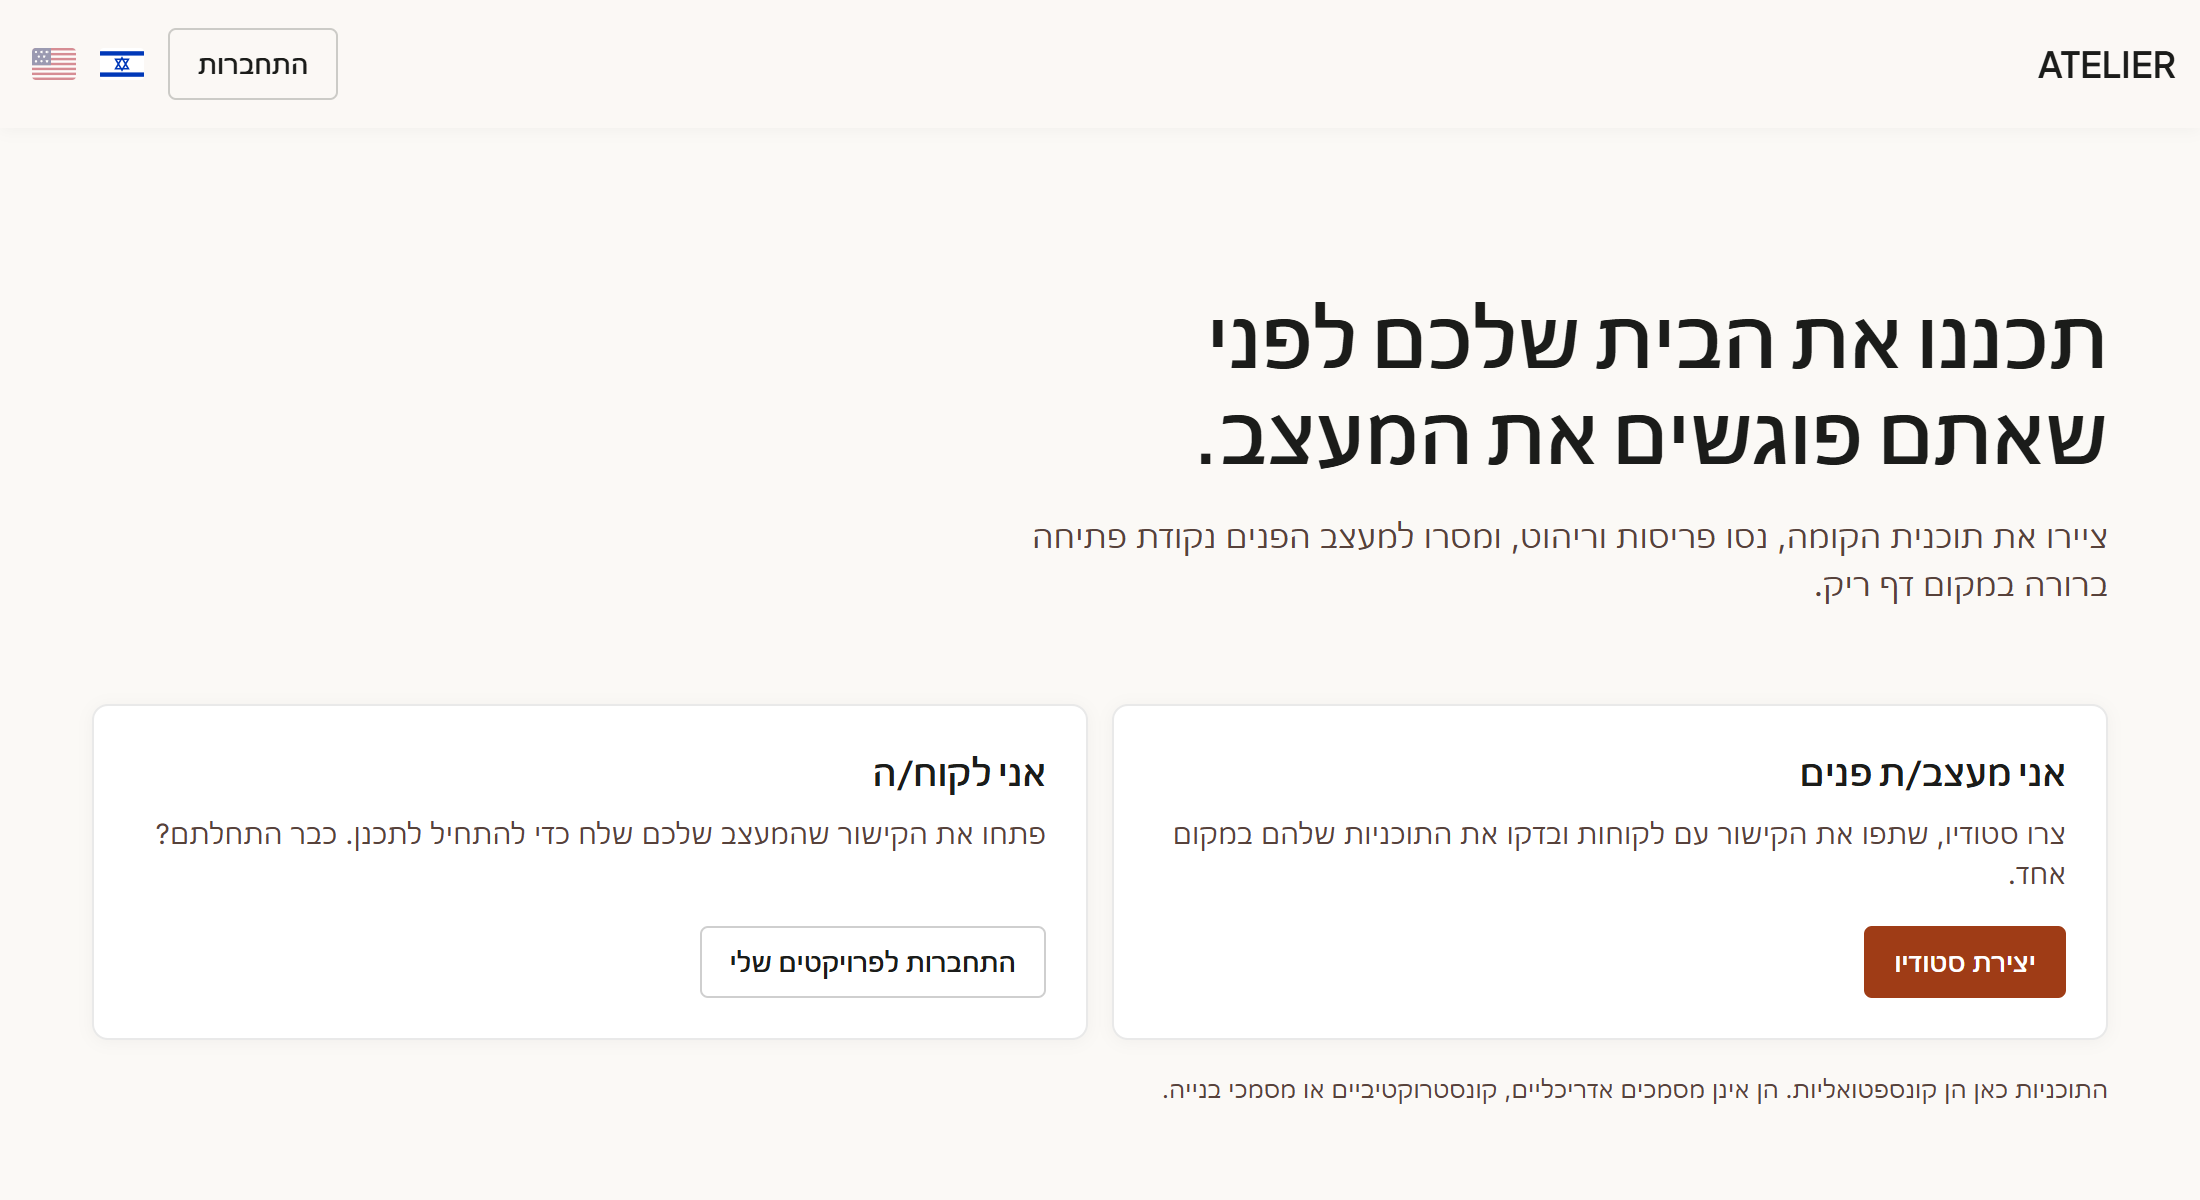 ATELIER
התחברות
תכננו את הבית שלכם לפני
שאתם פוגשים את המעצב.
ציירו את תוכנית הקומה, נסו פריסות וריהוט, ומסרו למעצב הפנים נקודת פתיחה
ברורה במקום דף ריק.
אני מעצב/ת פנים
צרו סטודיו, שתפו את הקישור עם לקוחות ובדקו את התוכניות שלהם במקום
אחד.
יצירת סטודיו
אני לקוח/ה
פתחו את הקישור שהמעצב שלכם שלח כדי להתחיל לתכנן. כבר התחלתם?
התחברות לפרויקטים שלי
התוכניות כאן הן קונספטואליות. הן אינן מסמכים אדריכליים, קונסטרוקטיביים או מסמכי בנייה.